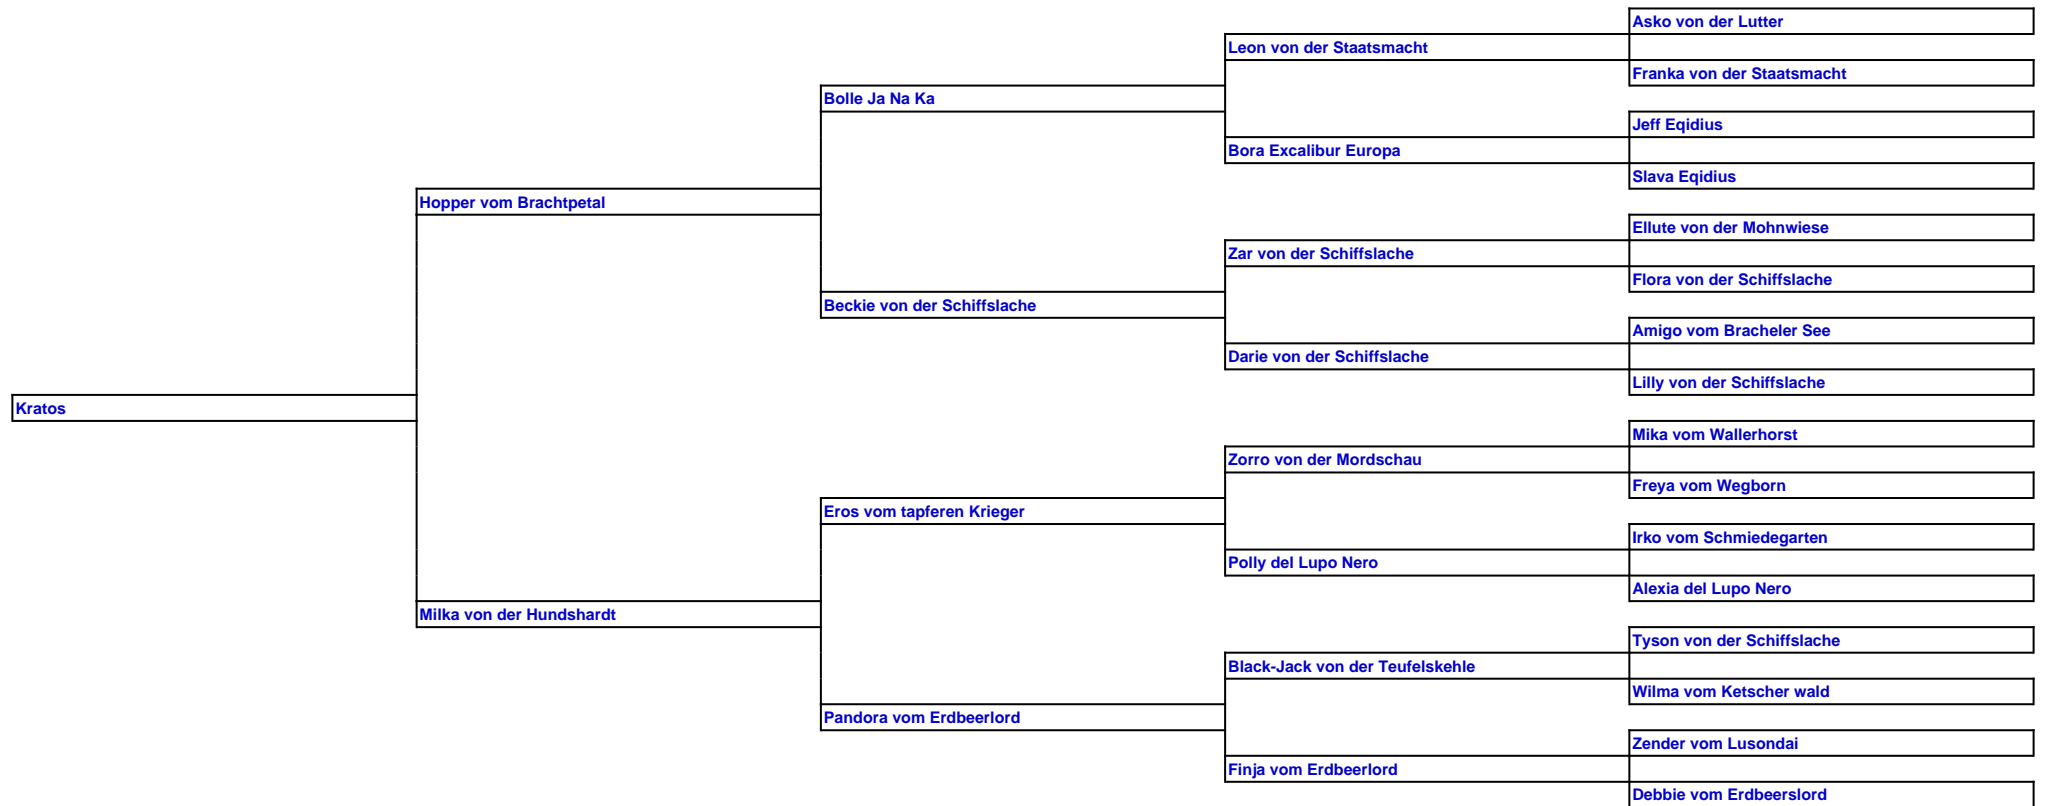 Asko von der Lutter
Leon von der Staatsmacht
Franka von der Staatsmacht
Bolle Ja Na Ka
Jeff Eqidius
Bora Excalibur Europa
Slava Eqidius
Hopper vom Brachtpetal
Ellute von der Mohnwiese
Zar von der Schiffslache
Flora von der Schiffslache
Beckie von der Schiffslache
Amigo vom Bracheler See
Darie von der Schiffslache
Lilly von der Schiffslache
Kratos
Mika vom Wallerhorst
Zorro von der Mordschau
Freya vom Wegborn
Eros vom tapferen Krieger
Irko vom Schmiedegarten
Polly del Lupo Nero
Alexia del Lupo Nero
Milka von der Hundshardt
Tyson von der Schiffslache
Black-Jack von der Teufelskehle
Wilma vom Ketscher wald
Pandora vom Erdbeerlord
Zender vom Lusondai
Finja vom Erdbeerlord
Debbie vom Erdbeerslord